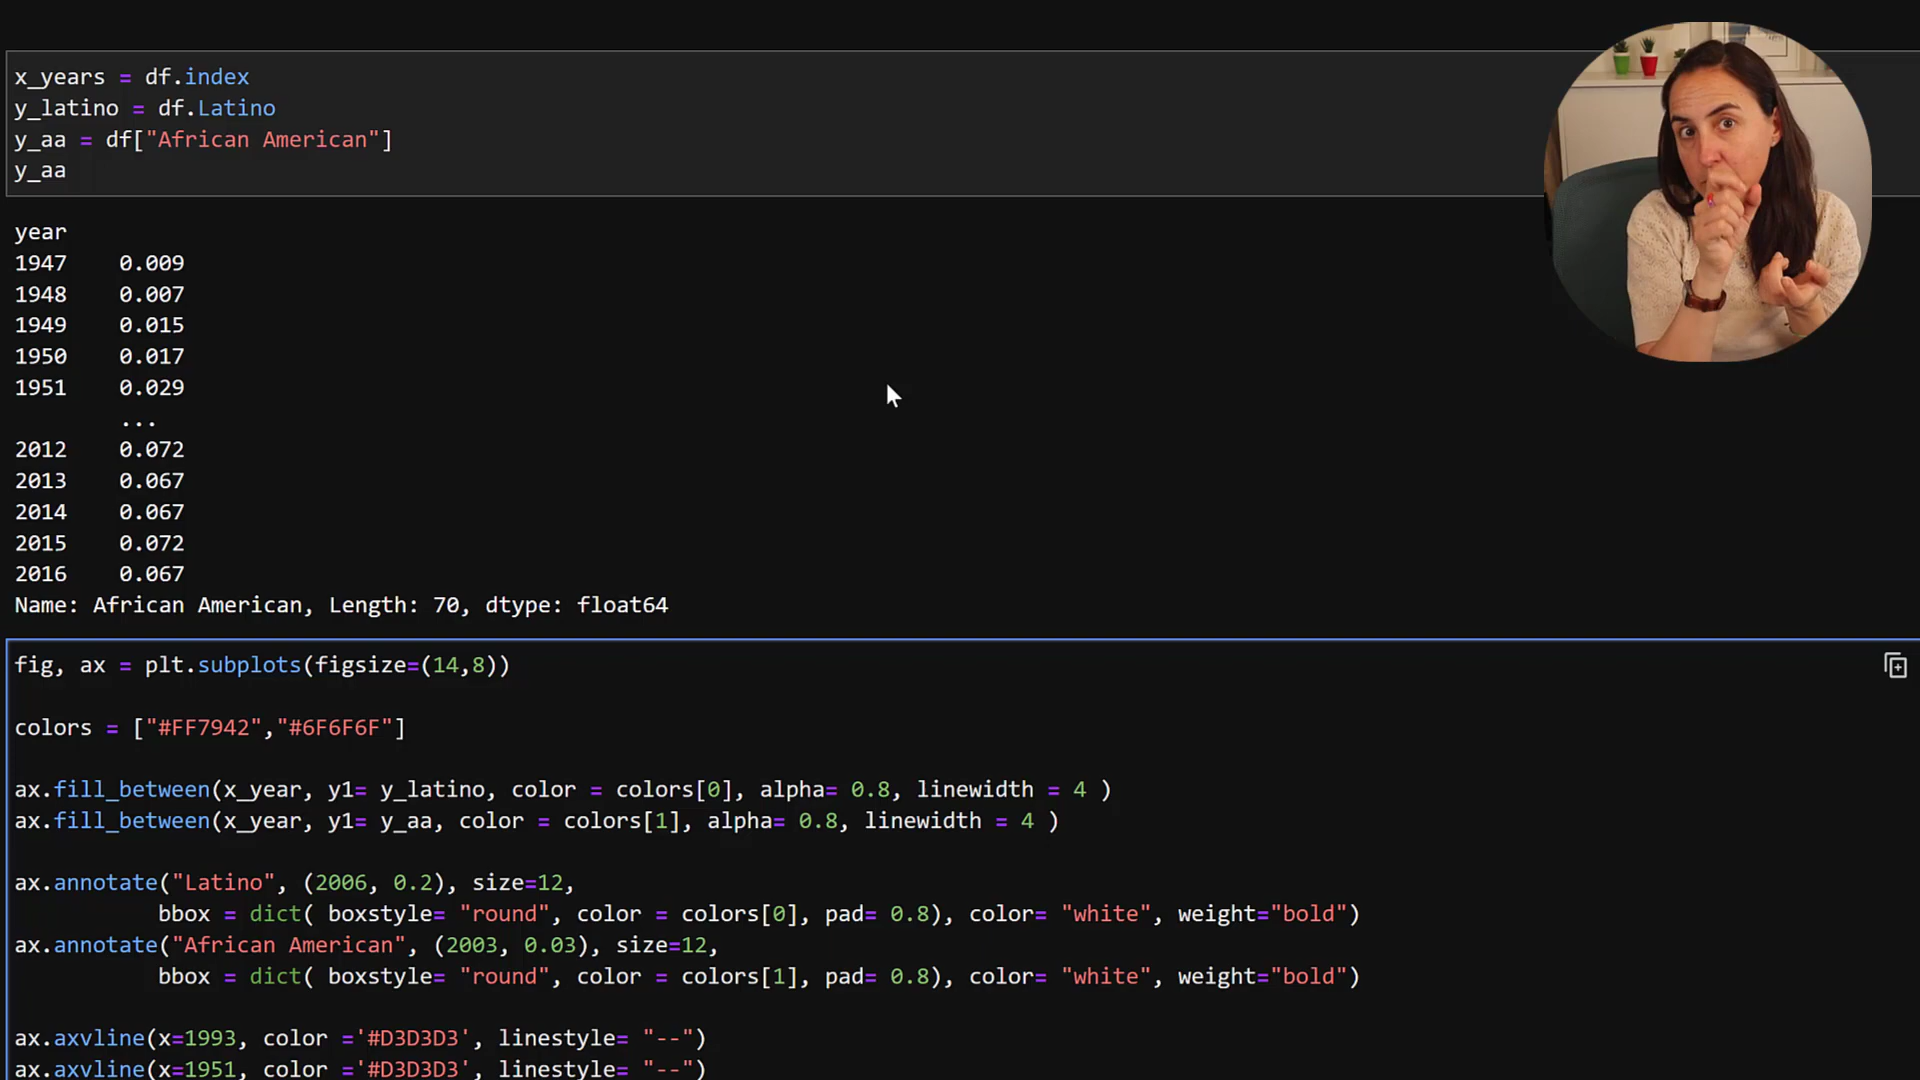 x_years = df.index
y_latino = df.Latino
y_aa = df["African American"]
y_aa
year
1947    0.009
1948    0.007
1949    0.015
1950    0.017
1951    0.029
        ...
2012    0.072
2013    0.067
2014    0.067
2015    0.072
2016    0.067
Name: African American, Length: 70, dtype: float64
fig, ax = plt.subplots(figsize=(14,8))
colors = ["#FF7942","#6F6F6F"]
ax.fill_between(x_year, y1= y_latino, color = colors[0], alpha= 0.8, linewidth = 4 )
ax.fill_between(x_year, y1= y_aa, color = colors[1], alpha= 0.8, linewidth = 4 )
ax.annotate("Latino", (2006, 0.2), size=12,
           bbox = dict( boxstyle= "round", color = colors[0], pad= 0.8), color= "white", weight="bold")
ax.annotate("African American", (2003, 0.03), size=12,
           bbox = dict( boxstyle= "round", color = colors[1], pad= 0.8), color= "white", weight="bold")
ax.axvline(x=1993, color ='#D3D3D3', linestyle= "--")
ax.axvline(x=1951, color ='#D3D3D3', linestyle= "--")